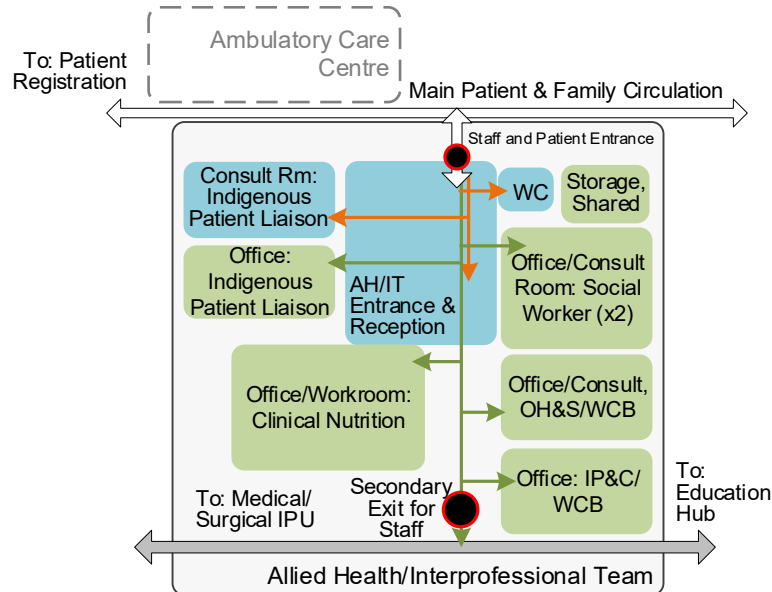 Ambulatory Care
Centre
To: Patient
Registration
Main Patient & Family Circulation
Staff and Patient Entrance
Consult Rm:
Indigenous
Patient Liaison
WC
Storage,
Shared
Office:
Indigenous
Patient Liaison
AH/IT
Entrance &
Reception
Office/Consult
Room: Social
Worker (x2)
Office/Workroom:
Clinical Nutrition
Office/Consult,
OH&S/WCB
To: Medical/
Surgical IPU
Secondary
Exit for
Staff
Office: IP&C/
WCB
To:
Education
Hub
Allied Health/Interprofessional Team